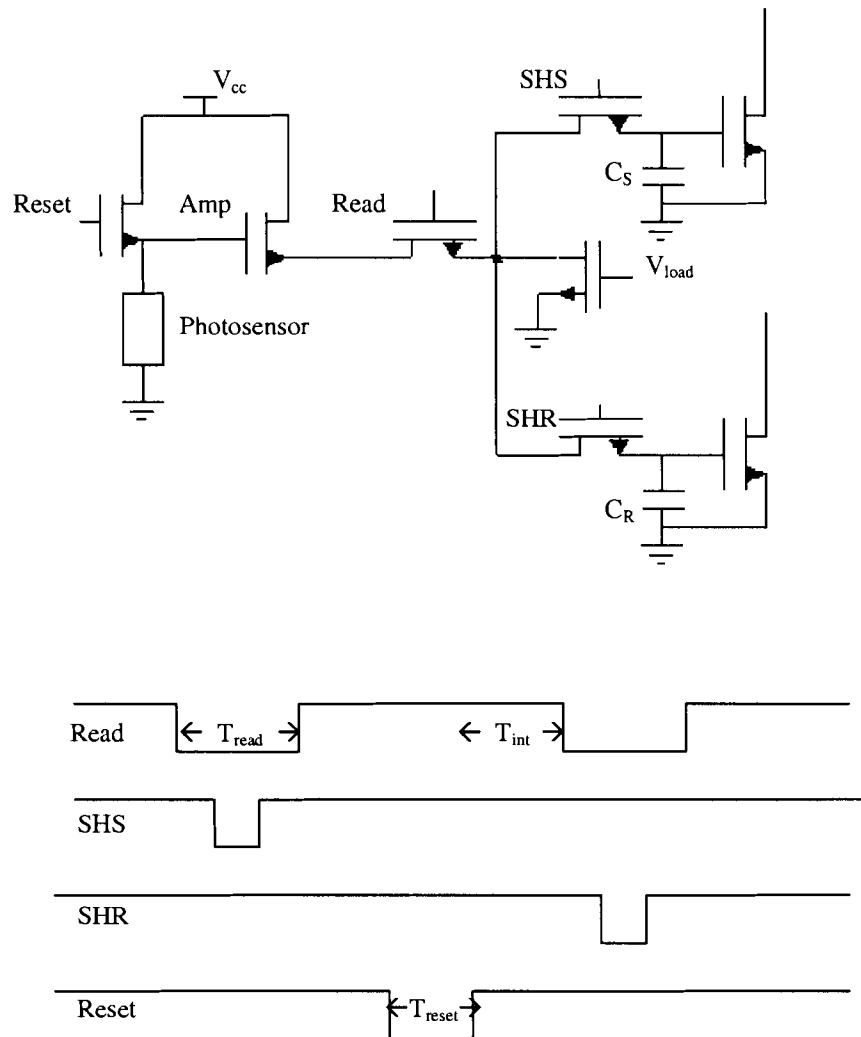 V_cc
SHS
Reset
Amp
Read
C_S
V_load
Photosensor
SHR
C_R
Read
T_read
T_int
SHS
SHR
Reset
T_reset